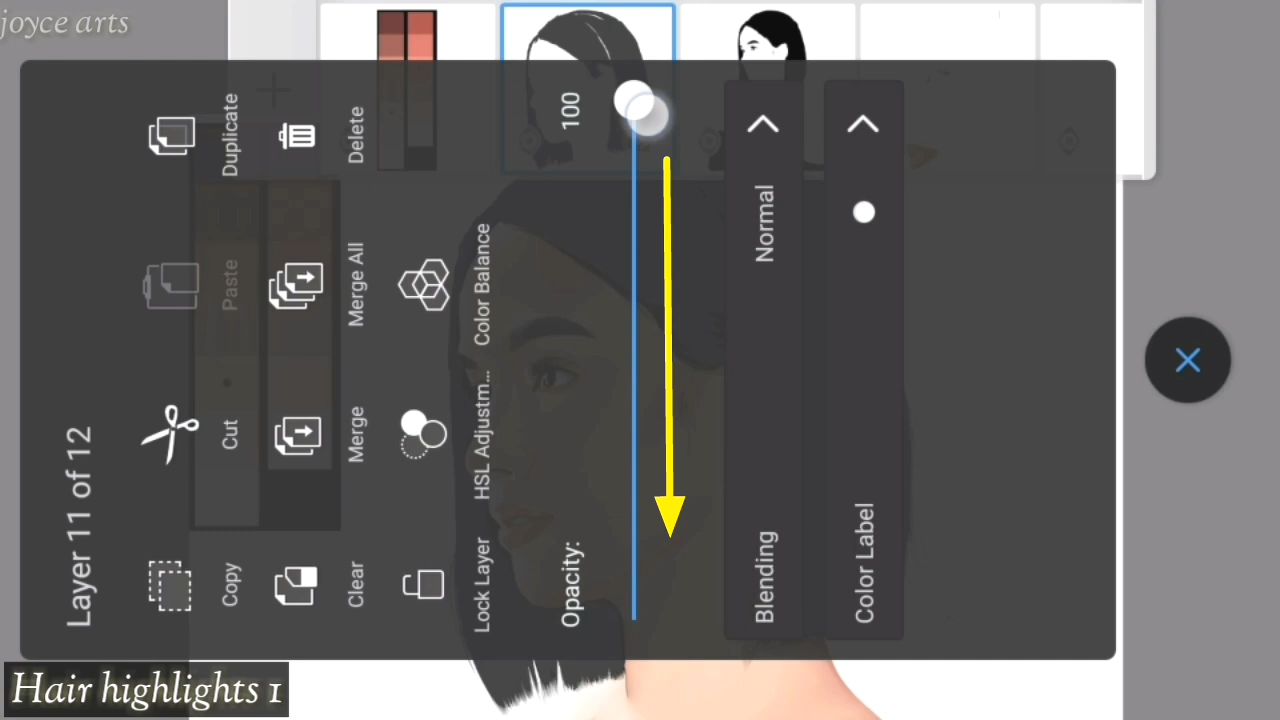 joyce arts
Layer 11 of 12
Copy
Cut
Paste
Duplicate
Clear
Merge
Merge All
Delete
Lock Layer
HSL Adjustm...
Color Balance
Opacity:
100
Blending
Normal
Color Label
Hair highlights 1